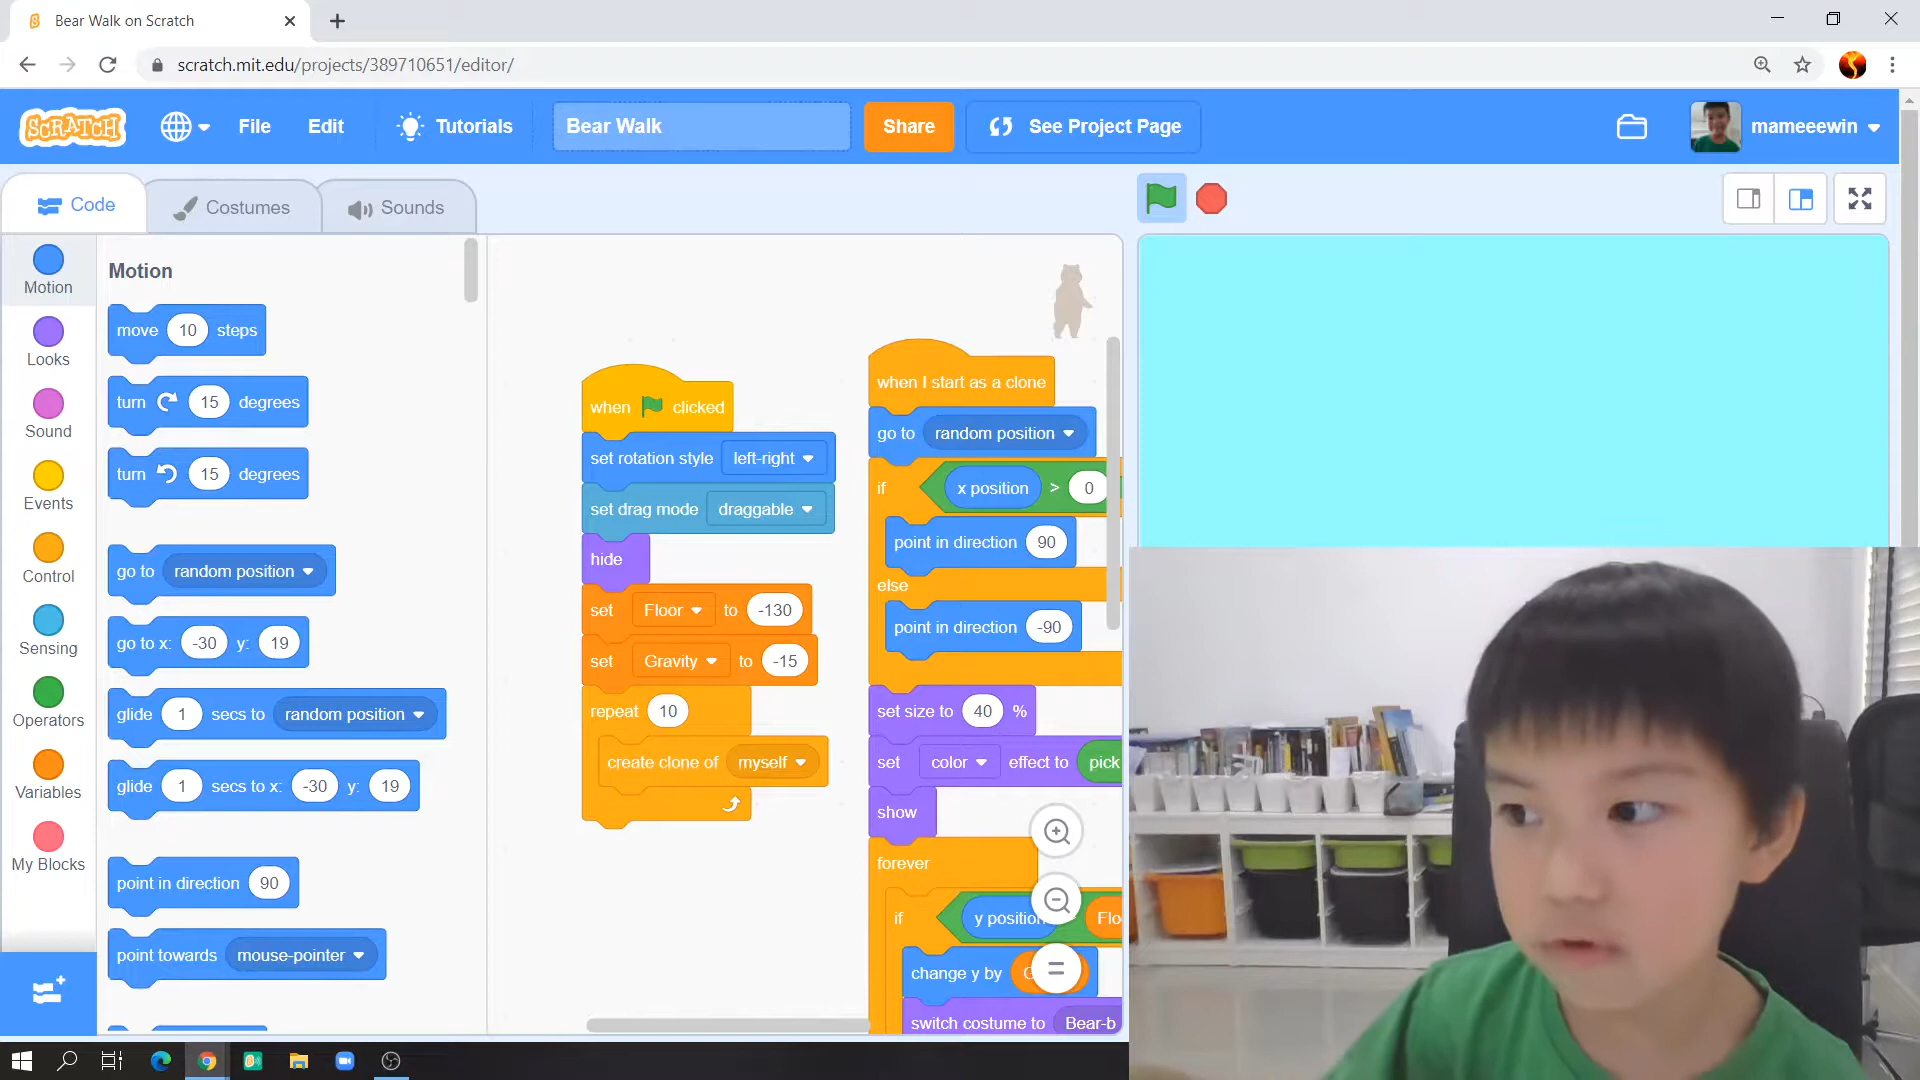 Bear Walk on Scratch
scratch.mit.edu/projects/389710651/editor/
SCRATCH
File
Edit
Tutorials
Bear Walk
Share
See Project Page
mameeewin
Code
Costumes
Sounds
Motion
Looks
Sound
Events
Control
Sensing
Operators
Variables
My Blocks
Motion
move 10 steps
turn 15 degrees
turn 15 degrees
go to random position
go to x: -30 y: 19
glide 1 secs to random position
glide 1 secs to x: -30 y: 19
point in direction 90
point towards mouse-pointer
when clicked
set rotation style left-right
set drag mode draggable
hide
set Floor to -130
set Gravity to -15
repeat 10
create clone of myself
when I start as a clone
go to random position
if x position > 0
point in direction 90
else
point in direction -90
set size to 40 %
set color effect to pick
show
forever
if y position Flo
change y by G
switch costume to Bear-b